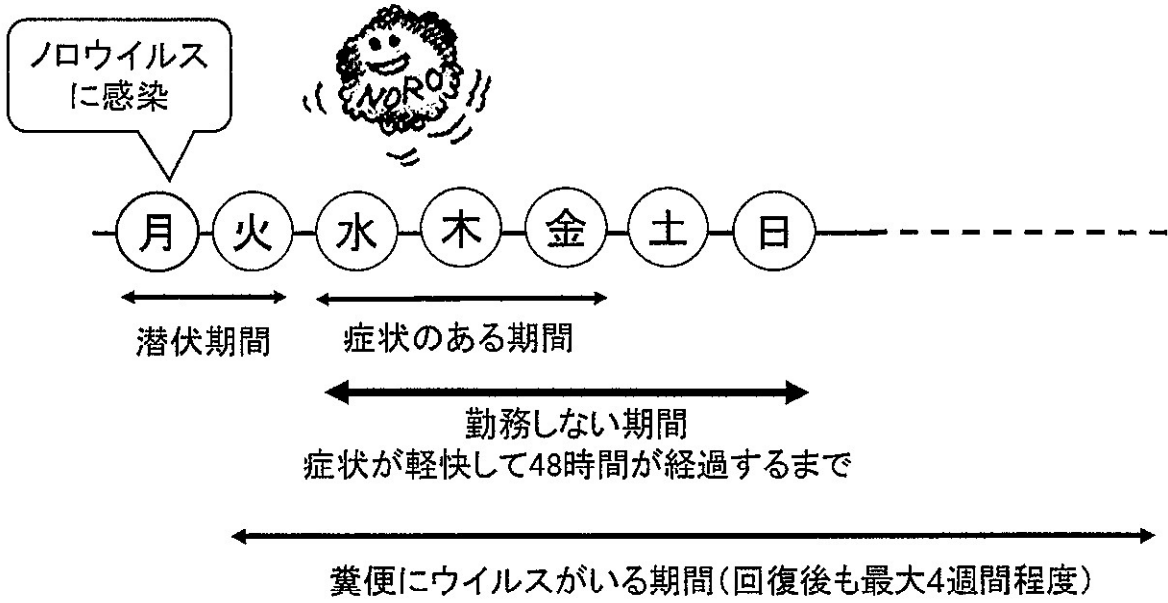 ノロウイルス
に感染
NORO
月 火 水 木 金 土 日
潜伏期間 症状のある期間
勤務しない期間
症状が軽快して48時間が経過するまで
糞便にウイルスがいる期間(回復後も最大4週間程度)